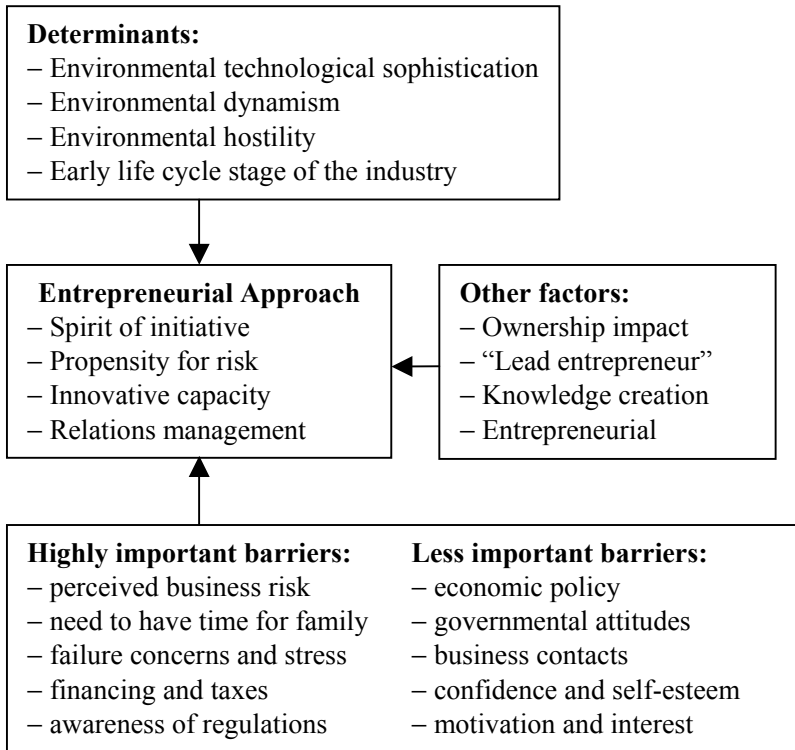 Determinants:
– Environmental technological sophistication
– Environmental dynamism
– Environmental hostility
– Early life cycle stage of the industry
Entrepreneurial Approach
– Spirit of initiative
– Propensity for risk
– Innovative capacity
– Relations management
Other factors:
– Ownership impact
– “Lead entrepreneur”
– Knowledge creation
– Entrepreneurial
Highly important barriers:
– perceived business risk
– need to have time for family
– failure concerns and stress
– financing and taxes
– awareness of regulations
Less important barriers:
– economic policy
– governmental attitudes
– business contacts
– confidence and self-esteem
– motivation and interest